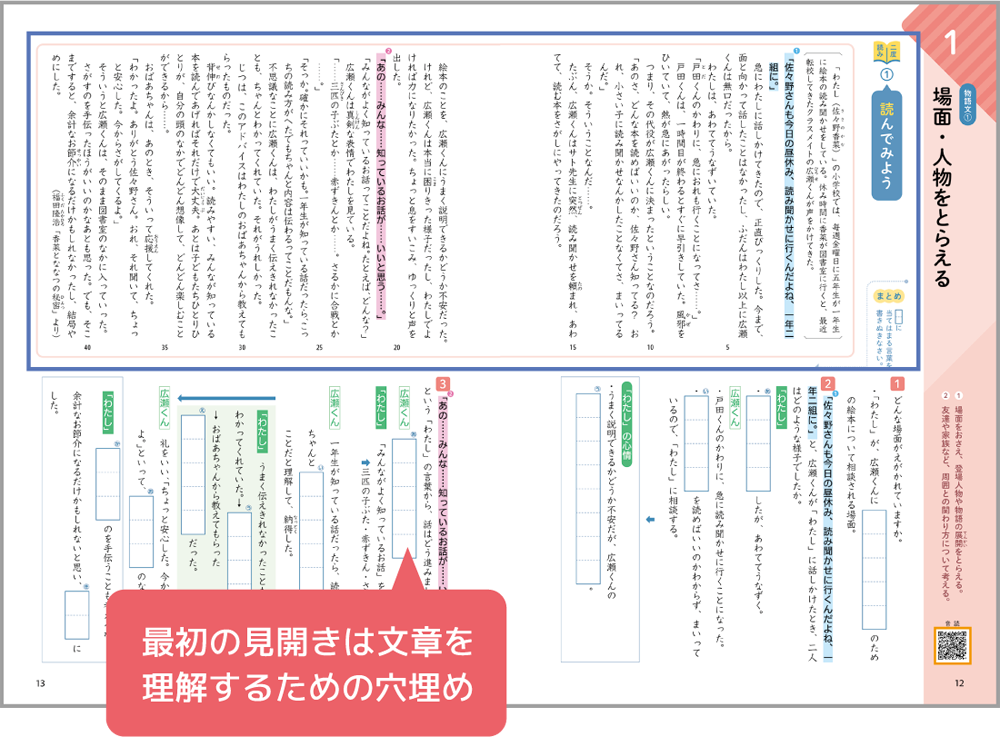 1
物語文①
場面・人物をとらえる
① 場面をおさえ、登場人物や物語の展開をとらえる。
② 友達や家族など、周囲との関わり方について考える。
音読
12
二度読み
① 読んでみよう
「わたし（佐々野香菜）」の小学校では、毎週金曜日に五年生が一年生
に絵本の読み聞かせをしている。休み時間に香菜が図書室に行くと、最近
転校してきたクラスメイトの広瀬くんが声をかけてきた。
①「佐々野さんも今日の昼休み、読み聞かせに行くんだよね、一年二
組に。」
急にわたしに話しかけてきたので、正直びっくりした。今まで、
面と向かって話したことはなかったし、ふだんはわたし以上に広瀬
くんは無口だったから。
わたしは、あわててうなずいていた。
「戸田くんのかわりに、急におれも行くことになってさ……。」
戸田くんは、一時間目が終わるとすぐに早引きしていた。風邪を
ひいていて、熱が急にあがったらしい。
つまり、その代役が広瀬くんに決まったということなのだろう。
「あのさ、どんな本を読めばいいのか、佐々野さん知ってる？ お
れ、小さい子に読み聞かせなんかしたことなくてさ、まいってる
んだ。」
そうか。そういうことなんだ……。
たぶん、広瀬くんはサト先生に突然、読み聞かせを頼まれ、あわ
てて、読む本をさがしにやってきたのだろう。
5
10
15
絵本のことを、広瀬くんにうまく説明できるかどうか不安だった。
けれど、広瀬くんは本当に困りきった様子だったし、わたしでよ
ければ力になりたかった。ちょっと息をすいこみ、ゆっくりと声を
出した。
②「あの……みんな……知っているお話が……いいと思う……。」
「みんながよく知ってるお話ってことだよね。たとえば、どんな？」
広瀬くんは真剣な表情でわたしを見ている。
「……三匹の子ぶたとか……赤ずきんとか……。さるかに合戦とか
……。」
「そっか。確かにそれっていいかも。一年生が知っている話だったら、こっ
ちの読み方がへたでもちゃんと内容は伝わるってことだもんな。」
不思議なことに広瀬くんは、わたしがうまく伝えきれなかったこ
とも、ちゃんとわかってくれていた。それがうれしかった。
じつは、このアドバイスはわたしのおばあちゃんから教えても
らったものだった。
背伸びなんかしなくてもいい。読みやすい、みんなが知っている
本を読んであげればそれだけで大丈夫。あとは子どもたちひとりひ
とりが、自分の頭のなかでどんどん想像して、どんどん楽しむこと
ができるから……。
おばあちゃんは、あのとき、そういって応援してくれた。
「わかったよ。ありがとう佐々野さん。おれ、それ聞いて、ちょっ
と安心した。今からさがしてくるよ。」
そういうと広瀬くんは、そのまま図書室のなかに入っていった。
さがすのを手伝ったほうがいいのかなあとも思った。でも、そこ
まですると、余計なお節介になるだけかもしれなかったし、結局や
めにした。
（福田隆浩「香菜とななつの秘密」より）
20
25
30
35
40
まとめ
□に
当てはまる言葉を
書きぬきなさい。
1 どんな場面がえがかれていますか。
・「わたし」が、広瀬くんに
のため
の絵本について相談される場面。
2 ①「佐々野さんも今日の昼休み、読み聞かせに行くんだよね、一
年二組に。」と、広瀬くんが「わたし」に話しかけたとき、二人
はどのような様子でしたか。
「わたし」
・㋐
したが、あわててうなずく。
広瀬くん
・戸田くんのかわりに、急に読み聞かせに行くことになった。
・㋑
を読めばいいのかわからず、まいって
いるので、「わたし」に相談する。
「わたし」の心情
・うまく説明できるかどうか不安だが、広瀬くんの
㋒
。
3 ②「あの……みんな……知っているお話が……
という「わたし」の言葉から、話はどう進みま
広瀬くん
「みんながよく知っているお話」を
三匹の子ぶた・赤ずきん・さ
広瀬くん
一年生が知っている話だったら、読
ちゃんと
ことだと理解して、納得した。
「わたし」
うまく伝えきれなかったこと
わかってくれていた。
おばあちゃんから教えてもらった
だった。
広瀬くん
礼をいい、「ちょっと安心した。今か
よ。」といって、
のな
「わたし」
のを手伝うことも
に
余計なお節介になるだけかもしれないと思い、
した。
13
最初の見開きは文章を
理解するための穴埋め